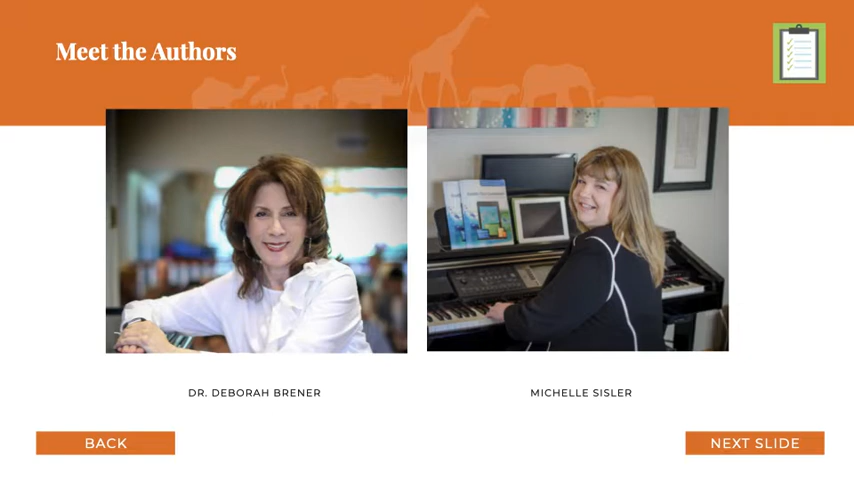 Meet the Authors
DR. DEBORAH BRENER
MICHELLE SISLER
BACK
NEXT SLIDE